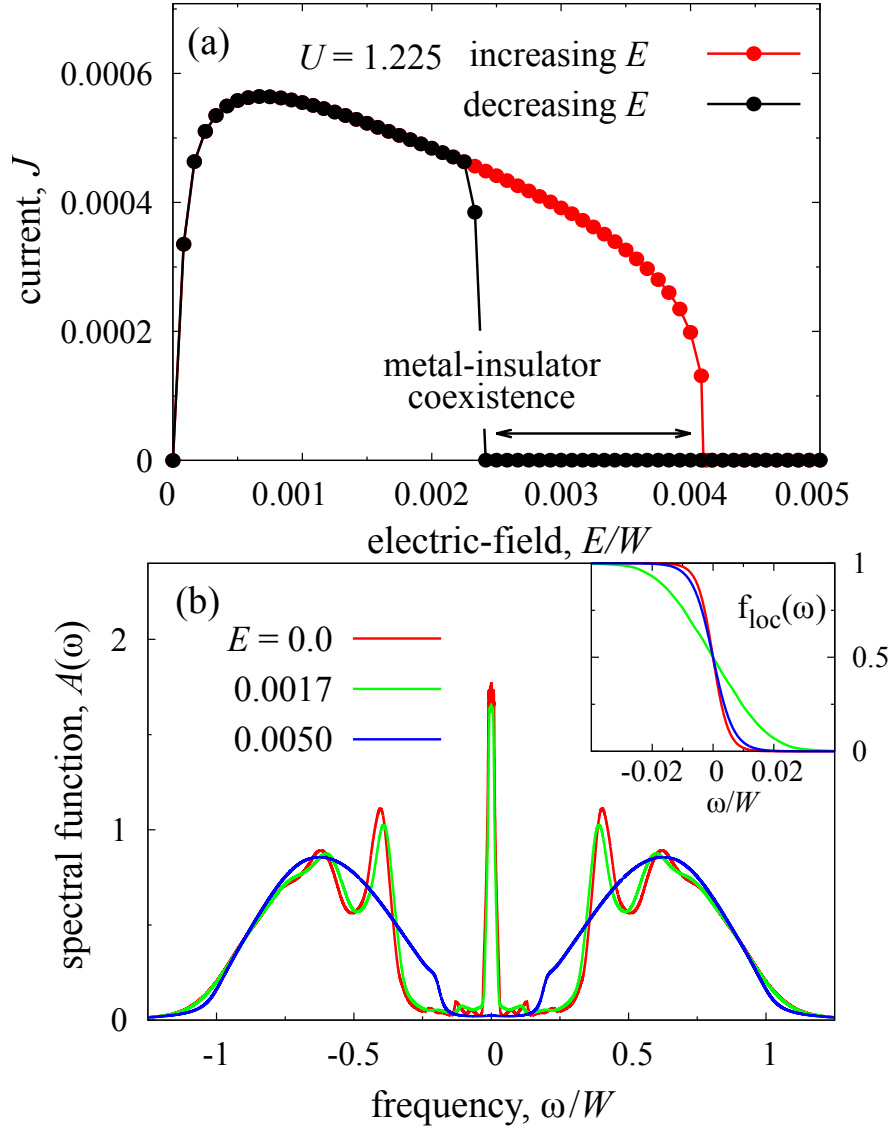 (a)
U = 1.225 increasing E
decreasing E
0.0006
0.0004
0.0002
0
current, J
metal-insulator
coexistence
0 0.001 0.002 0.003 0.004 0.005
electric-field, E/W
(b)
E = 0.0
0.0017
0.0050
2
1
0
spectral function, A(ω)
f_loc(ω)
1
0.5
0
-0.02 0 0.02
ω/W
-1 -0.5 0 0.5 1
frequency, ω/W